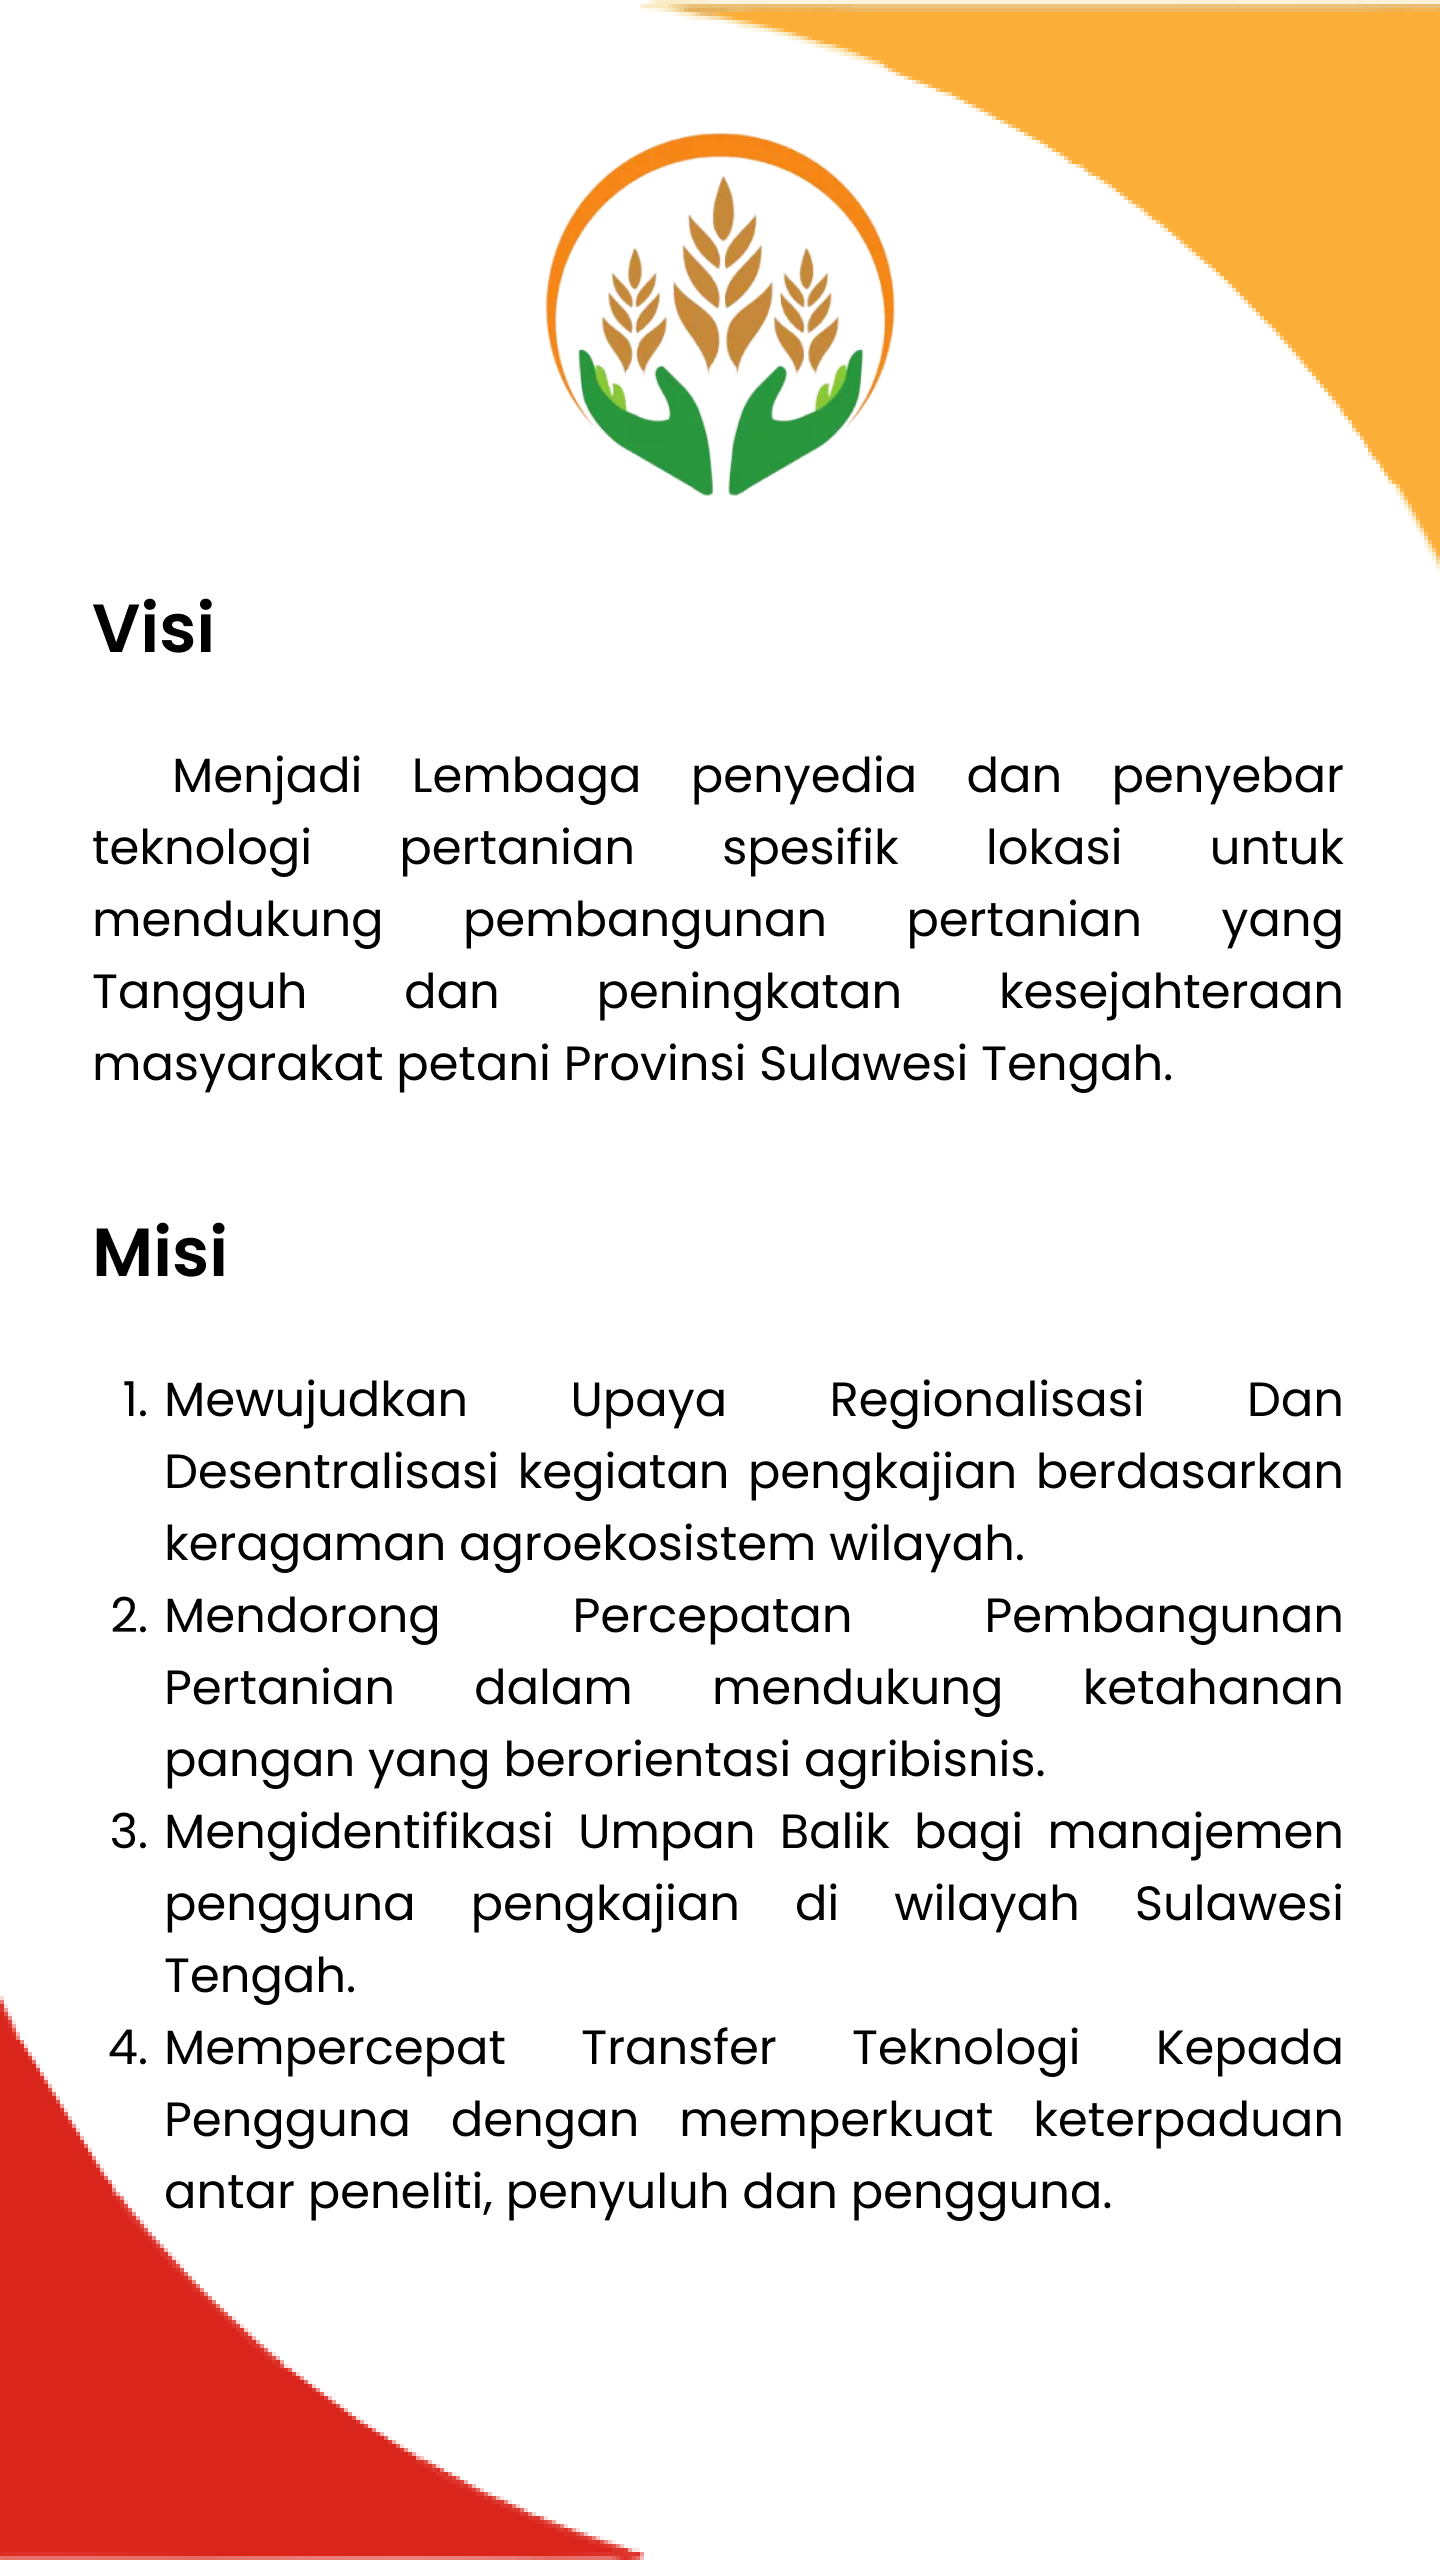 Visi
Menjadi Lembaga penyedia dan penyebar
teknologi pertanian spesifik lokasi untuk
mendukung pembangunan pertanian yang
Tangguh dan peningkatan kesejahteraan
masyarakat petani Provinsi Sulawesi Tengah.
Misi
1. Mewujudkan Upaya Regionalisasi Dan
Desentralisasi kegiatan pengkajian berdasarkan
keragaman agroekosistem wilayah.
2. Mendorong Percepatan Pembangunan
Pertanian dalam mendukung ketahanan
pangan yang berorientasi agribisnis.
3. Mengidentifikasi Umpan Balik bagi manajemen
pengguna pengkajian di wilayah Sulawesi
Tengah.
4. Mempercepat Transfer Teknologi Kepada
Pengguna dengan memperkuat keterpaduan
antar peneliti, penyuluh dan pengguna.